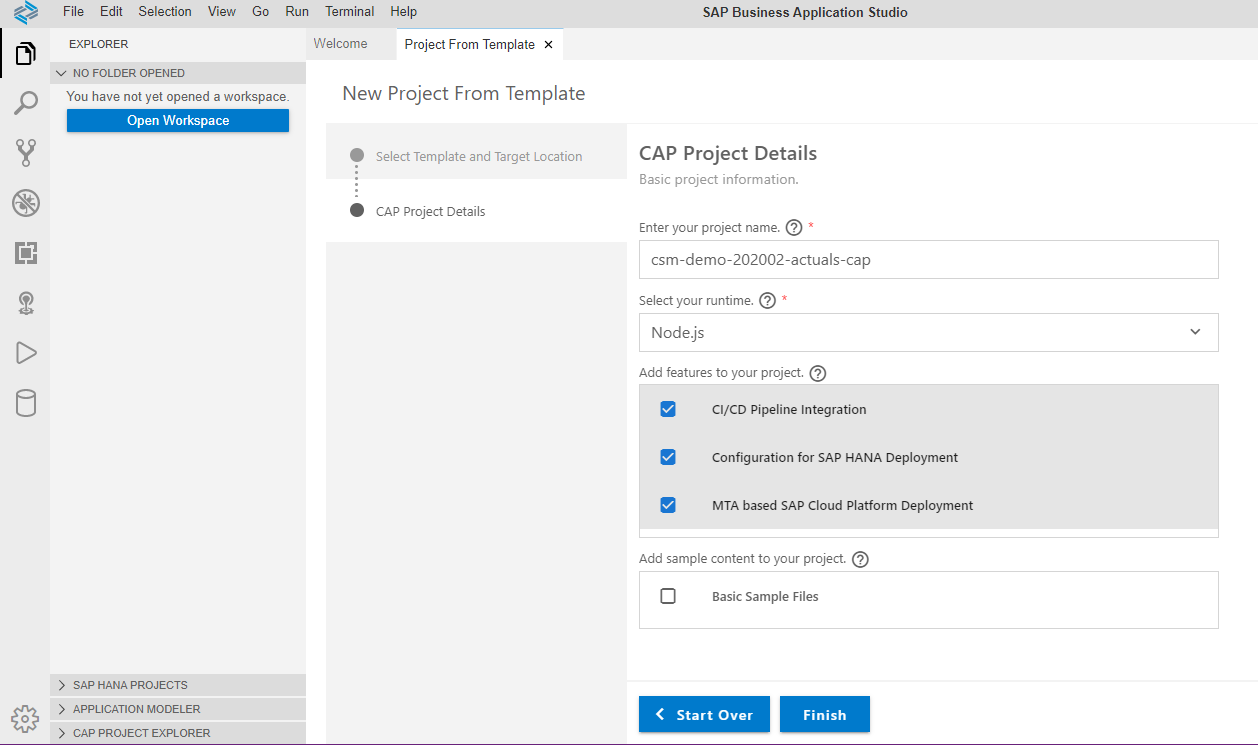 File Edit Selection View Go Run Terminal Help SAP Business Application Studio
EXPLORER
NO FOLDER OPENED
You have not yet opened a workspace.
Open Workspace
SAP HANA PROJECTS
APPLICATION MODELER
CAP PROJECT EXPLORER
Welcome Project From Template ×
New Project From Template
Select Template and Target Location
CAP Project Details
CAP Project Details
Basic project information.
Enter your project name. ? *
csm-demo-202002-actuals-cap
Select your runtime. ? *
Node.js
Add features to your project. ?
CI/CD Pipeline Integration
Configuration for SAP HANA Deployment
MTA based SAP Cloud Platform Deployment
Add sample content to your project. ?
Basic Sample Files
Start Over Finish